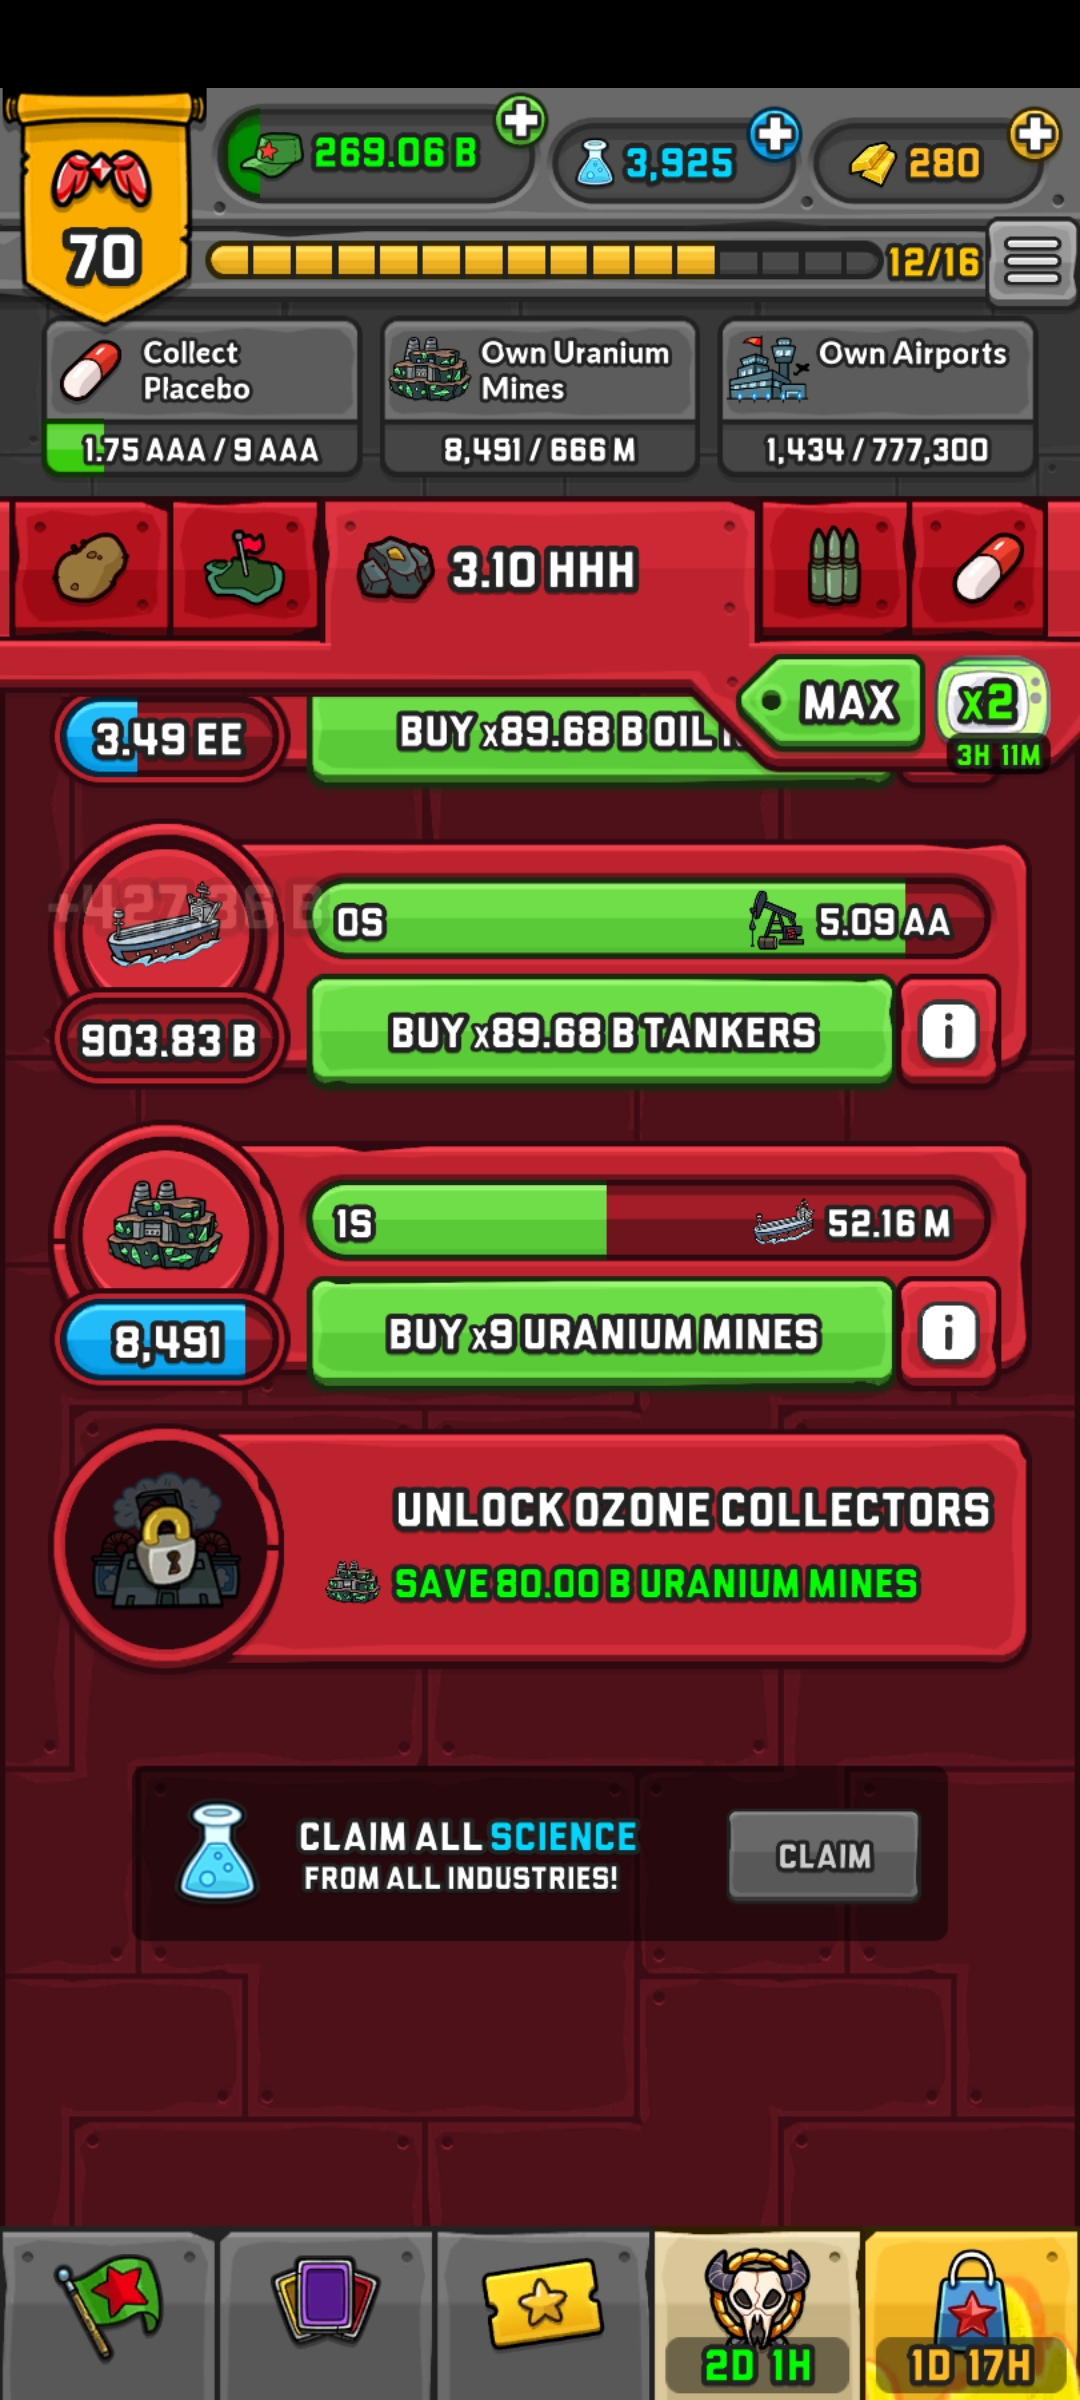 269.06 B
3,925
280
70
12/16
Collect
Placebo
Own Uranium
Mines
Own Airports
1.75 AAA / 9 AAA
8,491 / 666 M
1,434 / 777,300
3.10 HHH
MAX
x2
3H 11M
3.49 EE
BUY x89.68 B OIL
+427.36 B
0S
5.09 AA
903.83 B
BUY x89.68 B TANKERS
i
1S
52.16 M
8,491
BUY x9 URANIUM MINES
i
UNLOCK OZONE COLLECTORS
SAVE 80.00 B URANIUM MINES
CLAIM ALL SCIENCE
FROM ALL INDUSTRIES!
CLAIM
2D 1H
1D 17H